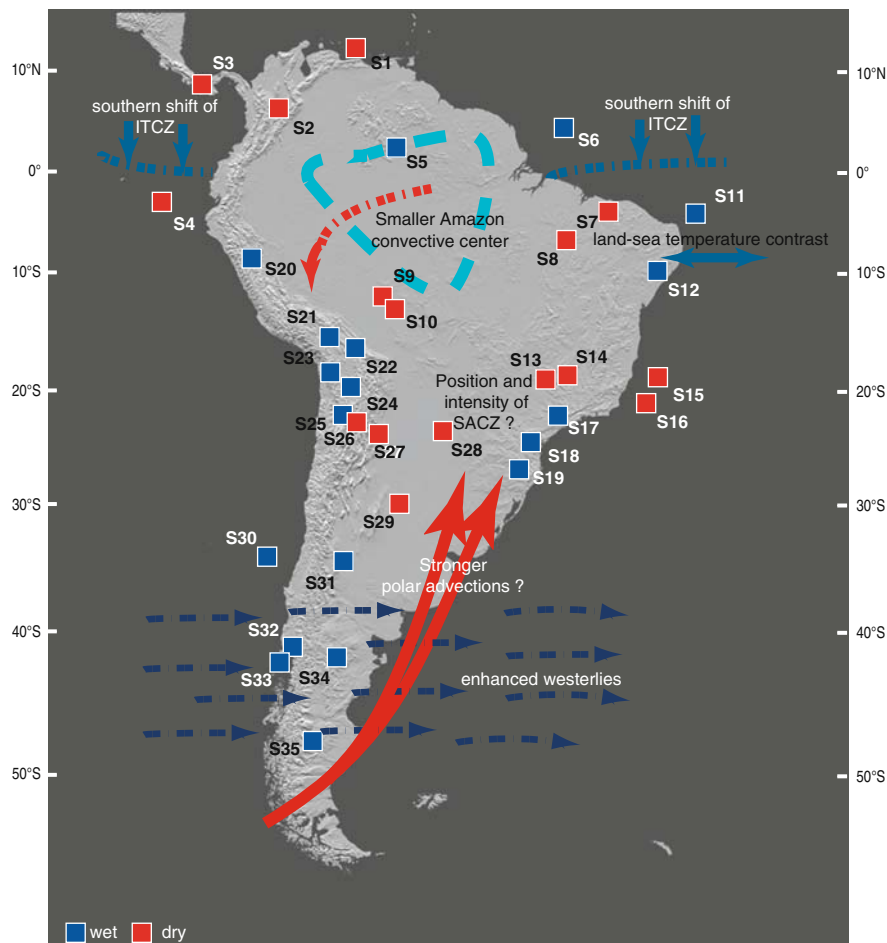 S1
S3
10°N
10°N
southern shift of
ITCZ
S2
southern shift of
ITCZ
S6
S5
0°
0°
S4
Smaller Amazon
convective center
S7
S8
S11
land-sea temperature contrast
S20
10°S
10°S
S9
S12
S10
S21
S23
S22
S13
S14
Position and
intensity of
SACZ ?
S15
20°S
20°S
S24
S16
S25
S26
S27
S28
S17
S18
S19
30°S
30°S
S29
S30
S31
Stronger
polar advections ?
S32
40°S
40°S
S33
S34
enhanced westerlies
S35
50°S
50°S
wet
dry